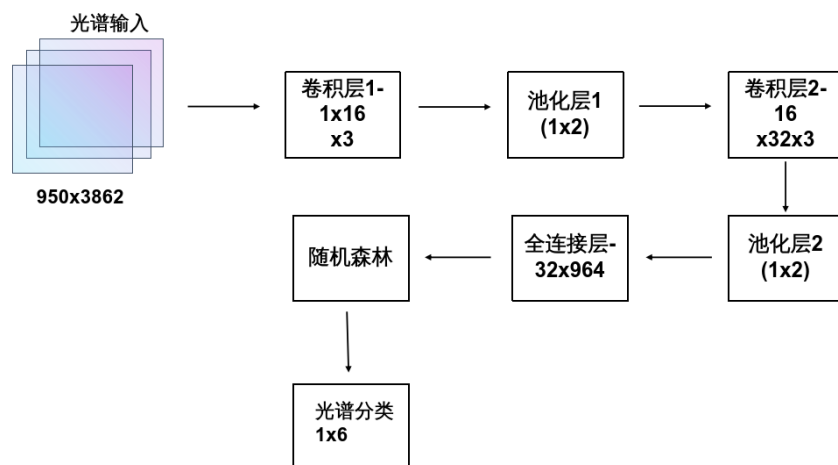 光谱输入
950x3862
卷积层1-
1x16
x3
池化层1
(1x2)
卷积层2-
16
x32x3
池化层2
(1x2)
全连接层-
32x964
随机森林
光谱分类
1x6